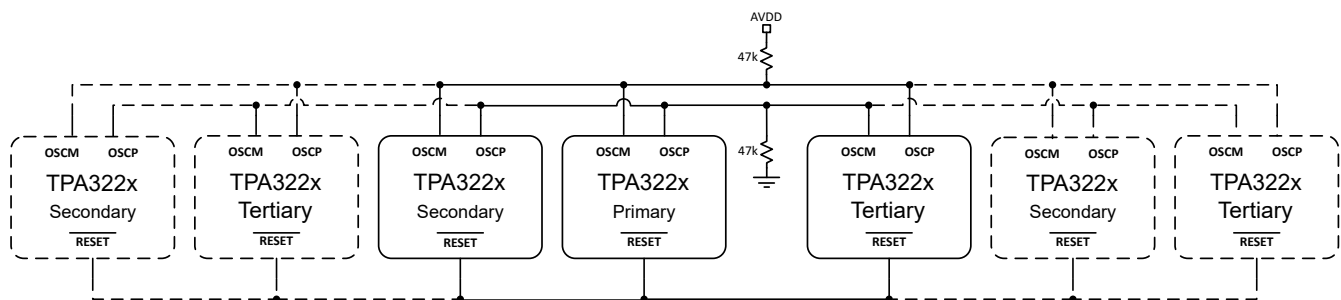 AVDD
47k
47k
OSCM OSCP
TPA322x
Secondary
RESET
OSCM OSCP
TPA322x
Tertiary
RESET
OSCM OSCP
TPA322x
Secondary
RESET
OSCM OSCP
TPA322x
Primary
RESET
OSCM OSCP
TPA322x
Tertiary
RESET
OSCM OSCP
TPA322x
Secondary
RESET
OSCM OSCP
TPA322x
Tertiary
RESET